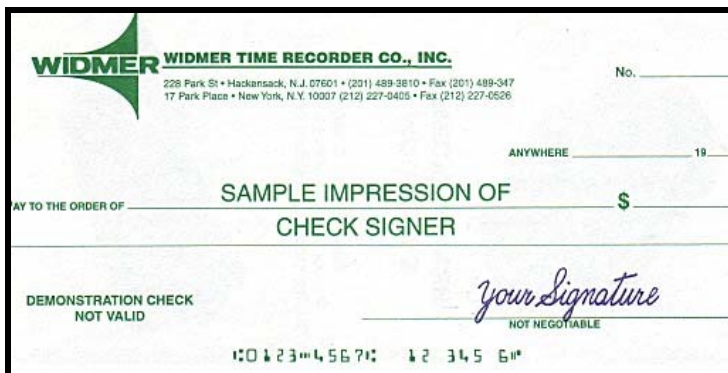 WIDMER
WIDMER TIME RECORDER CO., INC.
228 Park St • Hackensack, N.J. 07601 • (201) 489-3810 • Fax (201) 489-347
17 Park Place • New York, N.Y. 10007 (212) 227-0405 • Fax (212) 227-0526
No.
ANYWHERE 19
AY TO THE ORDER OF SAMPLE IMPRESSION OF $
CHECK SIGNER
DEMONSTRATION CHECK
NOT VALID
Your Signature
NOT NEGOTIABLE
⑆0123⑉4567⑆ 12 345 6⑈